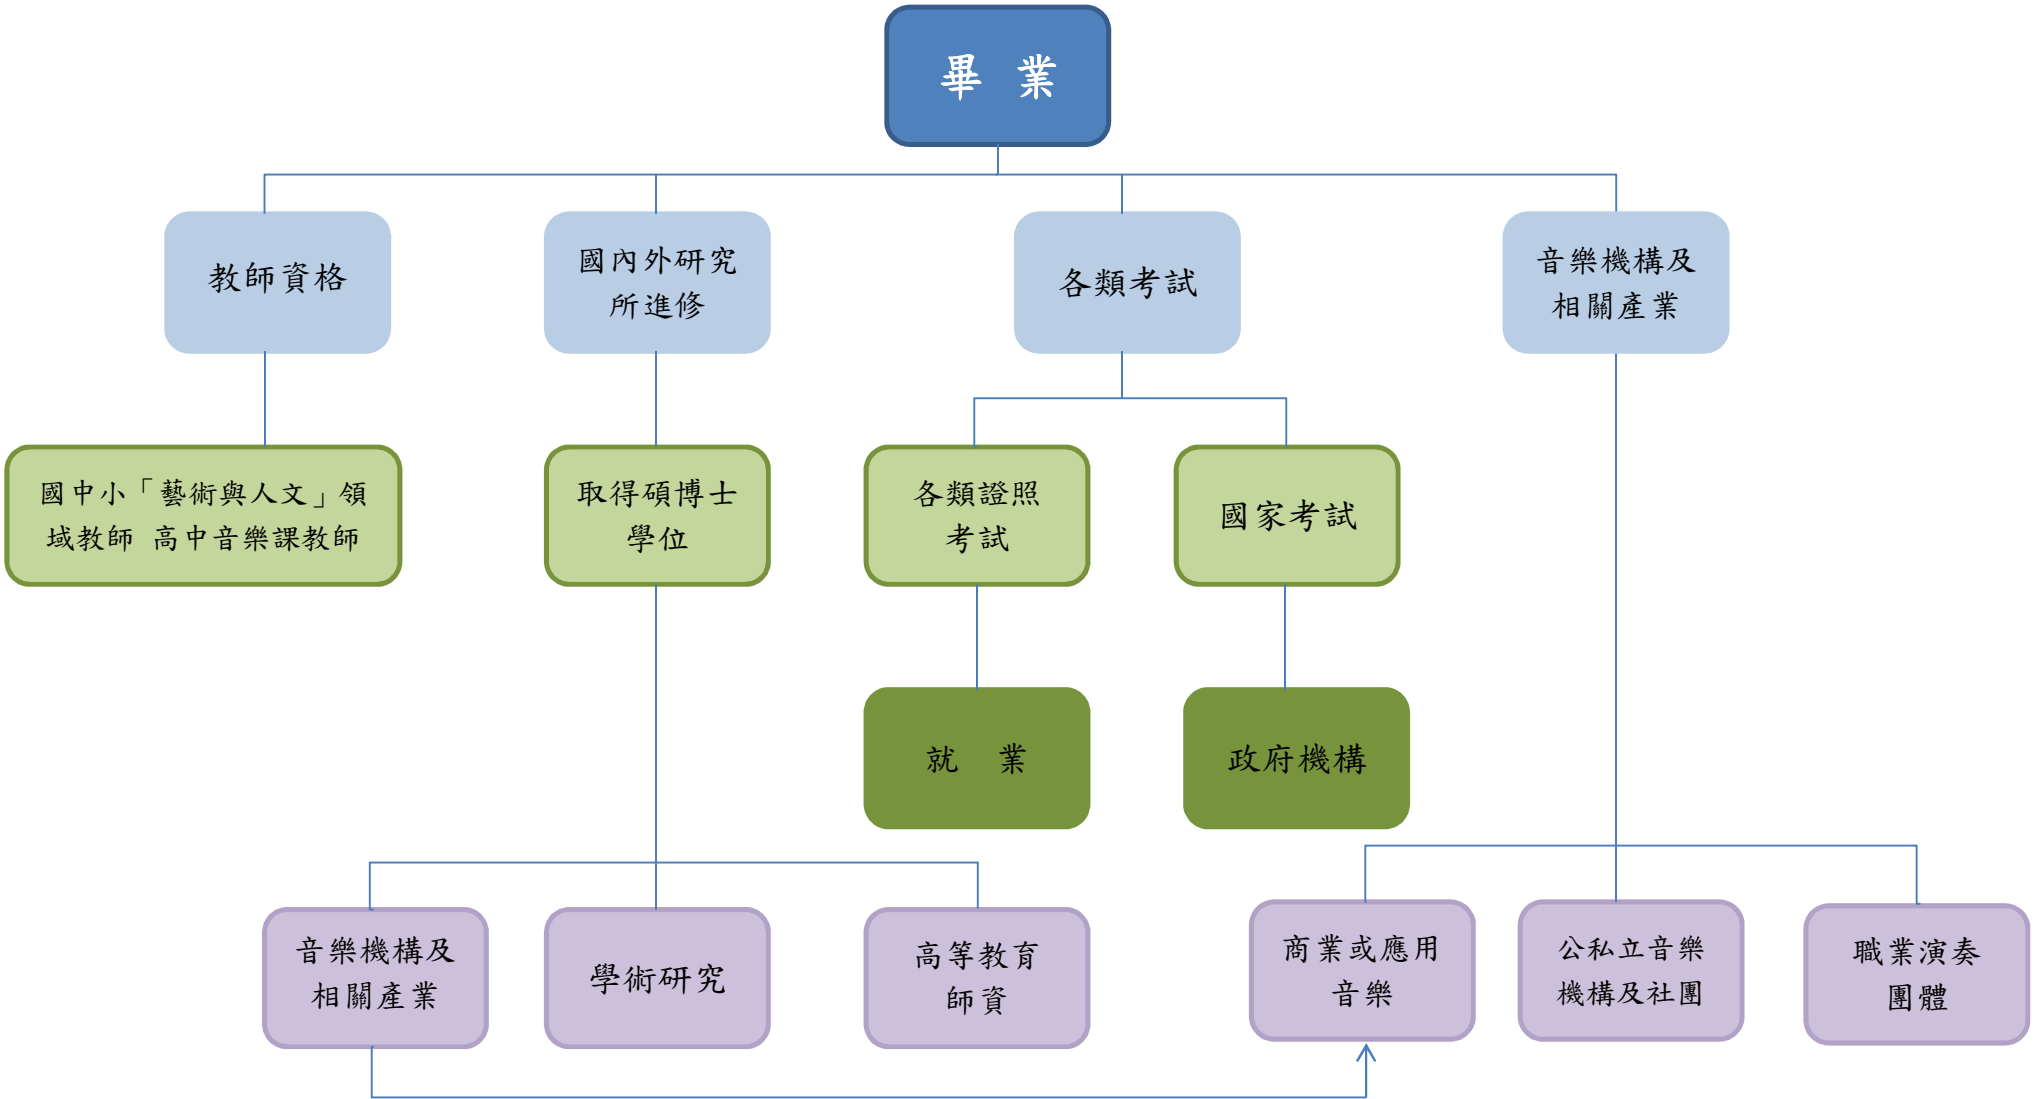 畢 業
教師資格
國內外研究
所進修
各類考試
音樂機構及
相關產業
國中小「藝術與人文」領
域教師 高中音樂課教師
取得碩博士
學位
各類證照
考試
國家考試
就 業
政府機構
音樂機構及
相關產業
學術研究
高等教育
師資
商業或應用
音樂
公私立音樂
機構及社團
職業演奏
團體